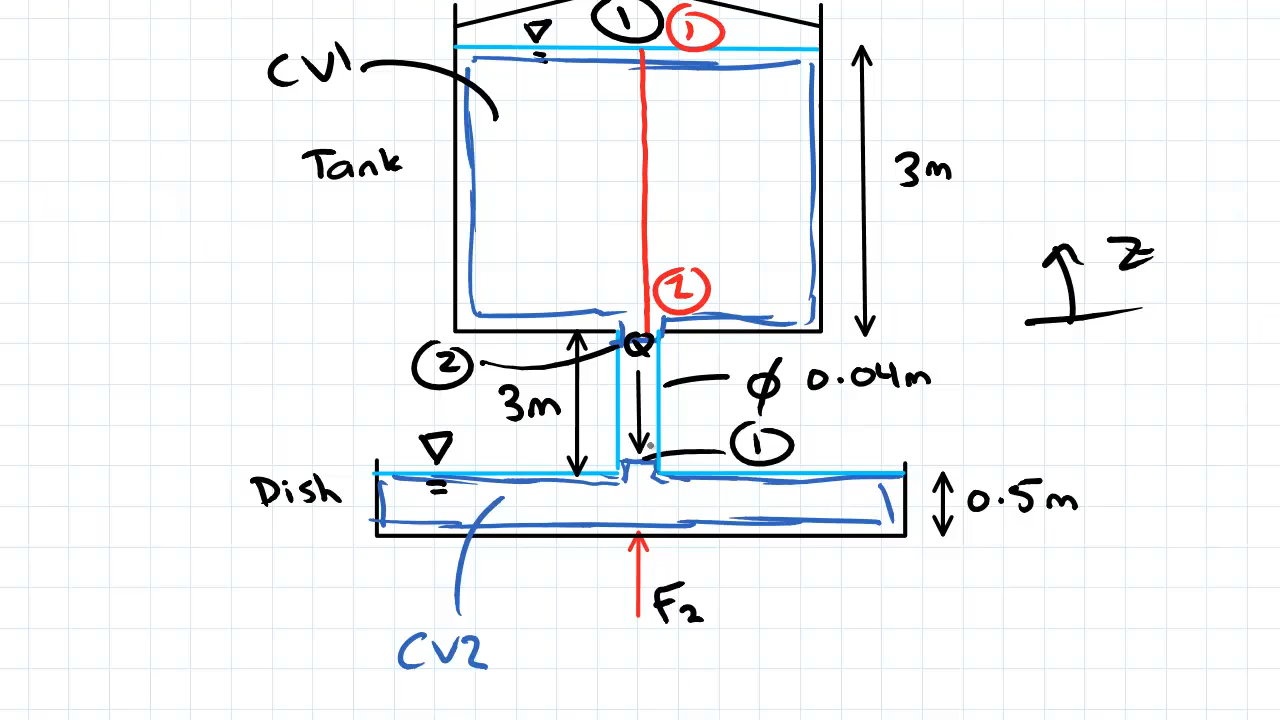 ① ①
CV1
Tank
3m
z
②
②
3m
ø 0.04m
①
Dish
0.5m
F₂
CV2